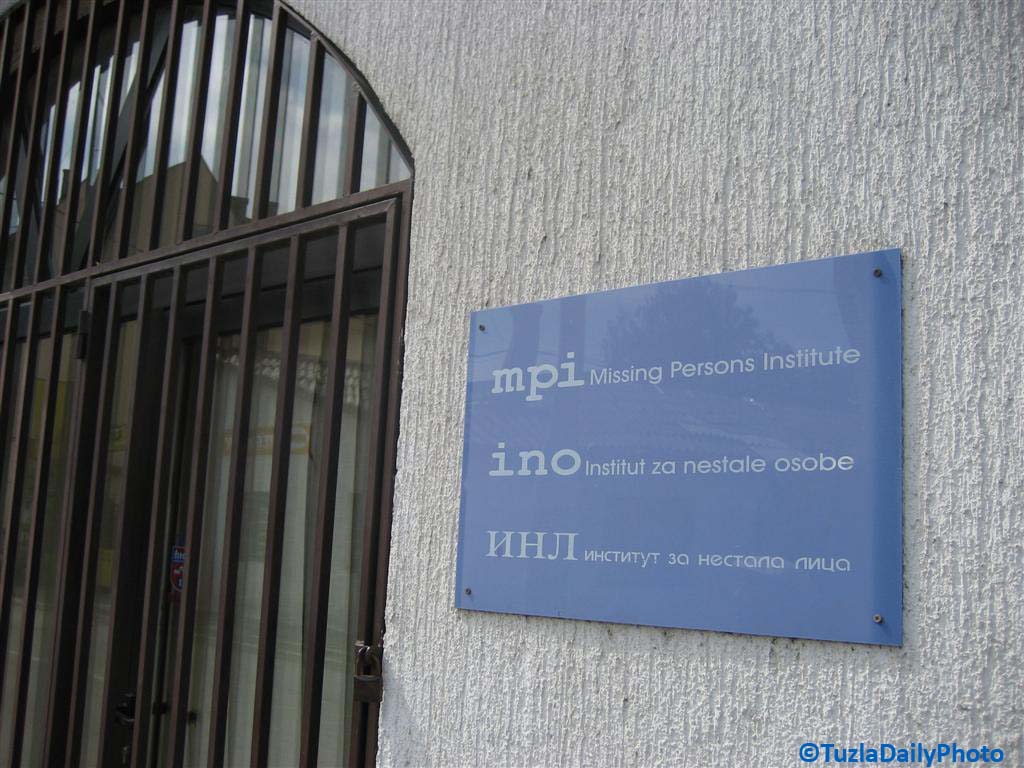 mpi Missing Persons Institute
ino Institut za nestale osobe
ИНЛ институт за нестала лица
©TuzlaDailyPhoto